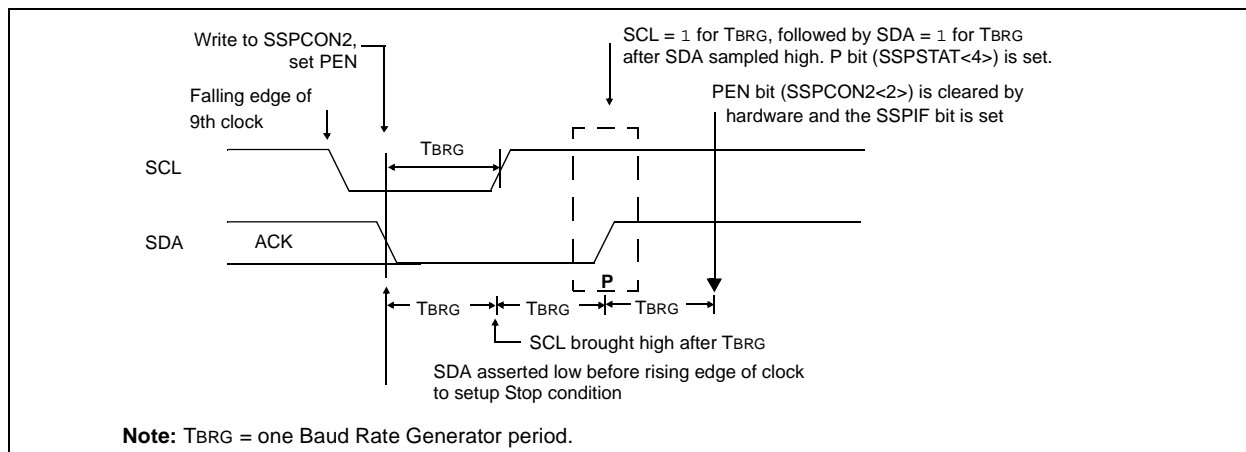 Write to SSPCON2,
set PEN
SCL = 1 for TBRG, followed by SDA = 1 for TBRG
after SDA sampled high. P bit (SSPSTAT<4>) is set.
Falling edge of
9th clock
PEN bit (SSPCON2<2>) is cleared by
hardware and the SSPIF bit is set
TBRG
SCL
SDA
ACK
P
TBRG
TBRG
TBRG
SCL brought high after TBRG
SDA asserted low before rising edge of clock
to setup Stop condition
Note: TBRG = one Baud Rate Generator period.